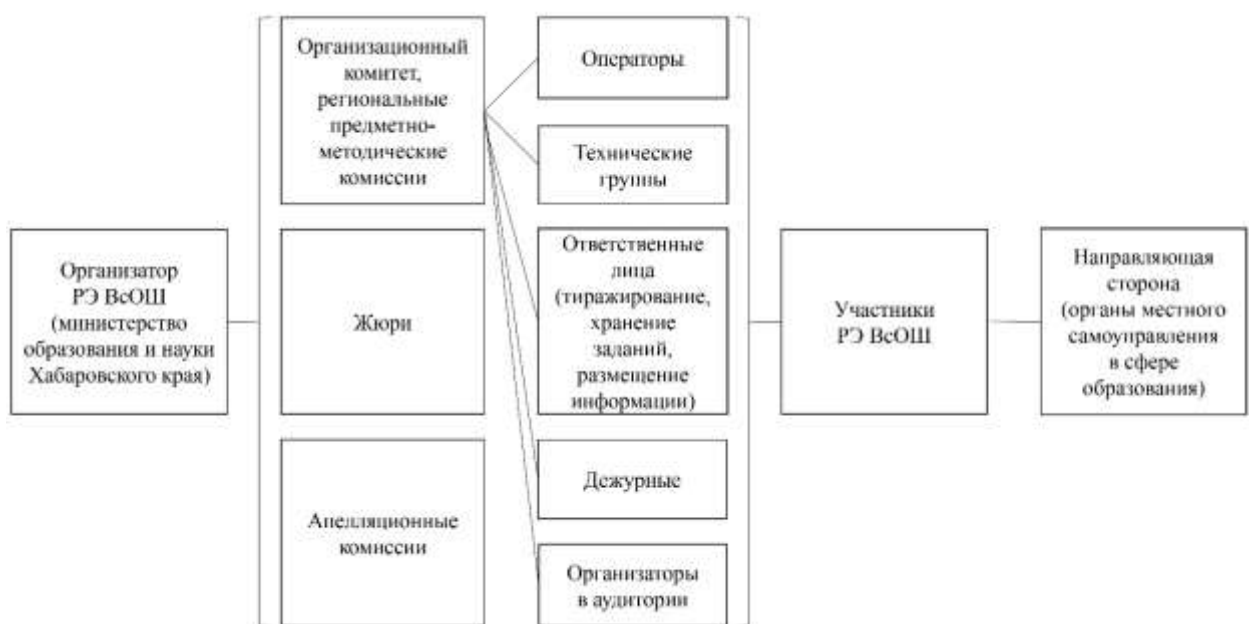 Организатор
РЭ ВсОШ
(министерство
образования и науки
Хабаровского края)
Организационный
комитет,
региональные
предметно-
методические
комиссии
Жюри
Апелляционные
комиссии
Операторы
Технические
группы
Ответственные
лица
(тиражирование,
хранение
заданий,
размещение
информации)
Дежурные
Организаторы
в аудитории
Участники
РЭ ВсОШ
Направляющая
сторона
(органы местного
самоуправления
в сфере
образования)